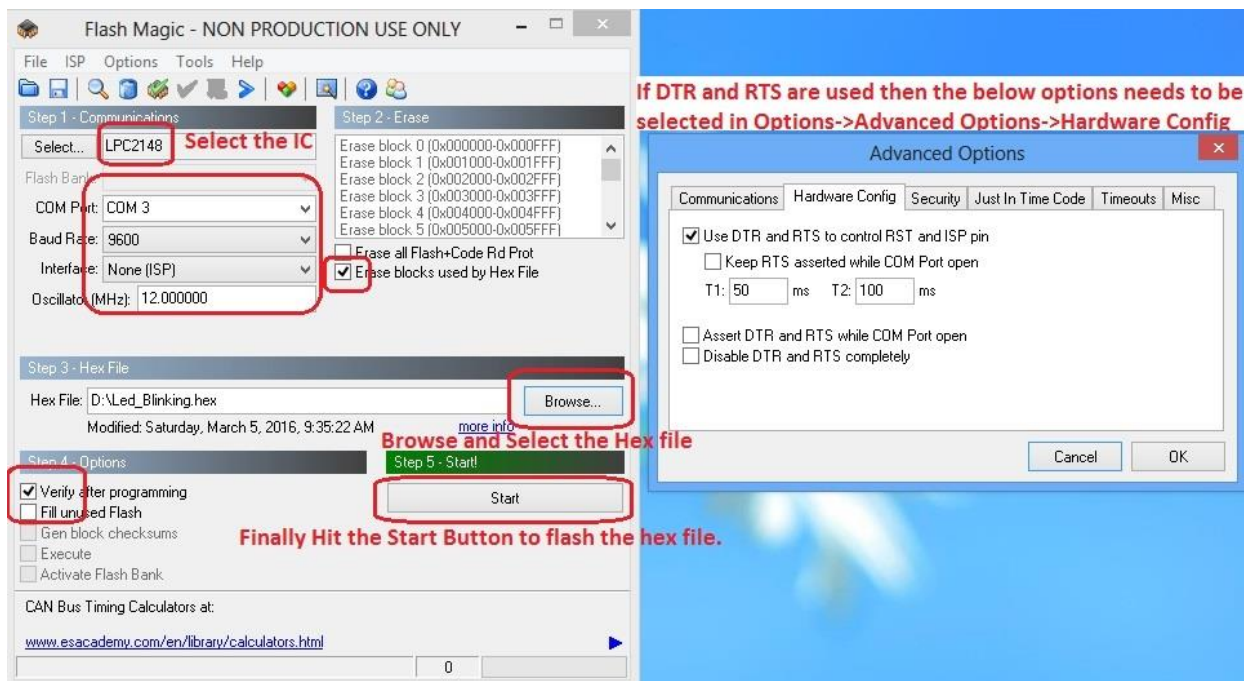 Flash Magic - NON PRODUCTION USE ONLY
File ISP Options Tools Help
Step 1 - Communications
Select... LPC2148 Select the IC
Flash Bank:
COM Port: COM 3
Baud Rate: 9600
Interface: None (ISP)
Oscillator (MHz): 12.000000
Step 2 - Erase
Erase block 0 (0x000000-0x000FFF)
Erase block 1 (0x001000-0x001FFF)
Erase block 2 (0x002000-0x002FFF)
Erase block 3 (0x003000-0x003FFF)
Erase block 4 (0x004000-0x004FFF)
Erase block 5 (0x005000-0x005FFF)
Erase all Flash+Code Rd Prot
Erase blocks used by Hex File
Step 3 - Hex File
Hex File: D:\Led_Blinking.hex Browse...
Modified: Saturday, March 5, 2016, 9:35:22 AM more info
Browse and Select the Hex file
Step 4 - Options
Verify after programming
Fill unused Flash
Gen block checksums
Execute
Activate Flash Bank
Step 5 - Start!
Start
Finally Hit the Start Button to flash the hex file.
CAN Bus Timing Calculators at:
www.esacademy.com/en/library/calculators.html
0
If DTR and RTS are used then the below options needs to be
selected in Options->Advanced Options->Hardware Config
Advanced Options
Communications Hardware Config Security Just In Time Code Timeouts Misc
Use DTR and RTS to control RST and ISP pin
Keep RTS asserted while COM Port open
T1: 50 ms T2: 100 ms
Assert DTR and RTS while COM Port open
Disable DTR and RTS completely
Cancel OK